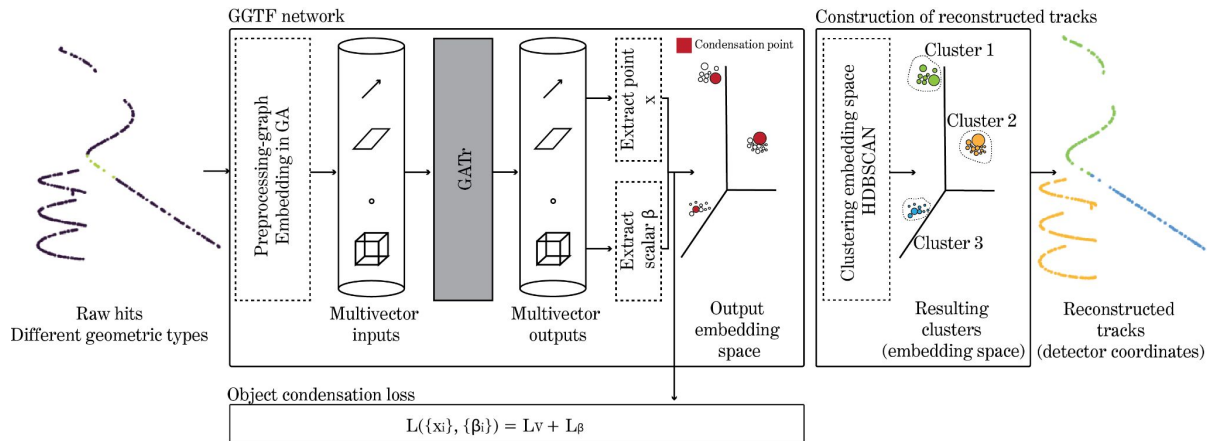 GGTF network
Construction of reconstructed tracks
Raw hits
Different geometric types
Preprocessing-graph
Embedding in GA
Multivector
inputs
GATr
Multivector
outputs
Extract point
x
Extract
scalar β
Condensation point
Output
embedding
space
Clustering embedding space
HDBSCAN
Cluster 1
Cluster 2
Cluster 3
Resulting
clusters
(embedding space)
Reconstructed
tracks
(detector coordinates)
Object condensation loss
L({xi}, {βi}) = LV + Lβ